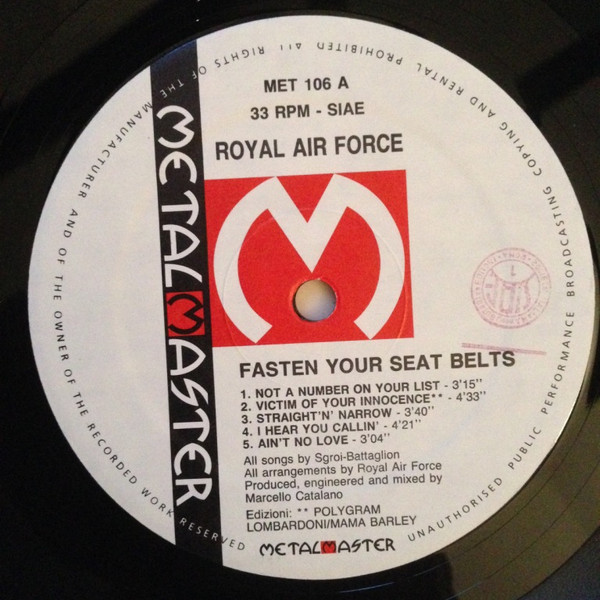 MET 106 A
33 RPM - SIAE
ROYAL AIR FORCE
METALMASTER
FASTEN YOUR SEAT BELTS
1. NOT A NUMBER ON YOUR LIST - 3'15''
2. VICTIM OF YOUR INNOCENCE** - 4'33''
3. STRAIGHT'N' NARROW - 3'40''
4. I HEAR YOU CALLIN' - 4'21''
5. AIN'T NO LOVE - 3'04''
All songs by Sgroi-Battaglion
All arrangements by Royal Air Force
Produced, engineered and mixed by
Marcello Catalano
Edizioni: ** POLYGRAM
LOMBARDONI/MAMA BARLEY
METALMASTER
ALL RIGHTS OF THE MANUFACTURER AND OF THE OWNER OF THE RECORDED WORK RESERVED UNAUTHORISED PUBLIC PERFORMANCE BROADCASTING COPYING AND RENTAL PROHIBITED